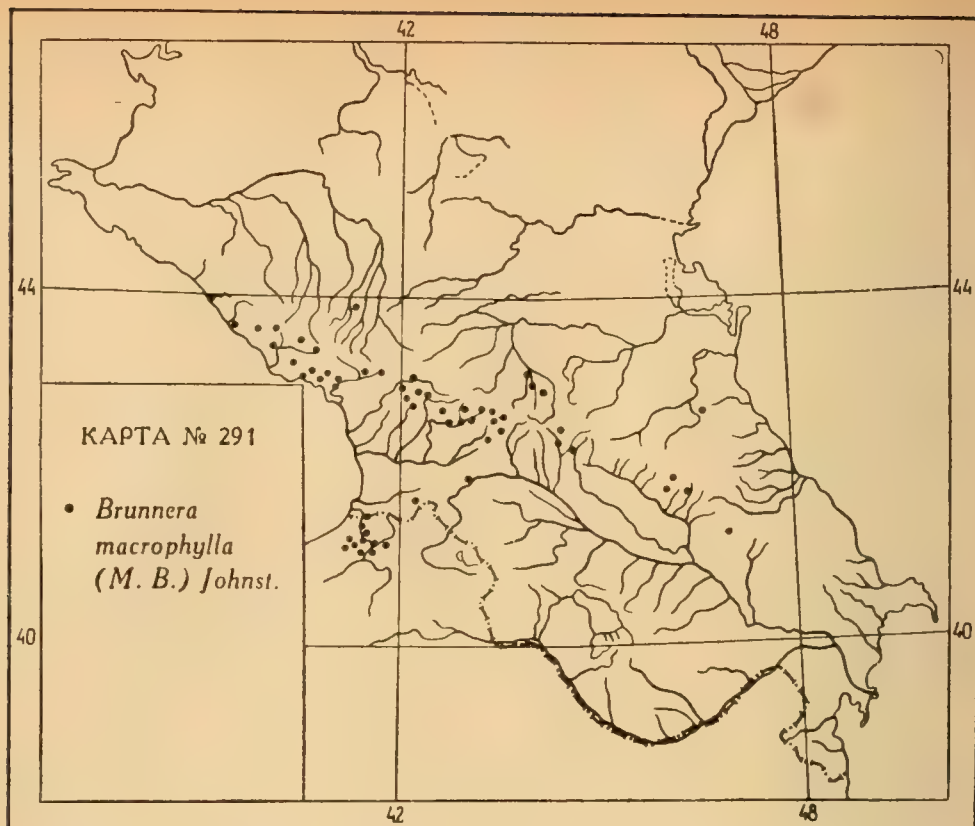 42 48
44 44
КАРТА № 291
Brunnera
macrophylla
(M. B.) Johnst.
40 40
42 48